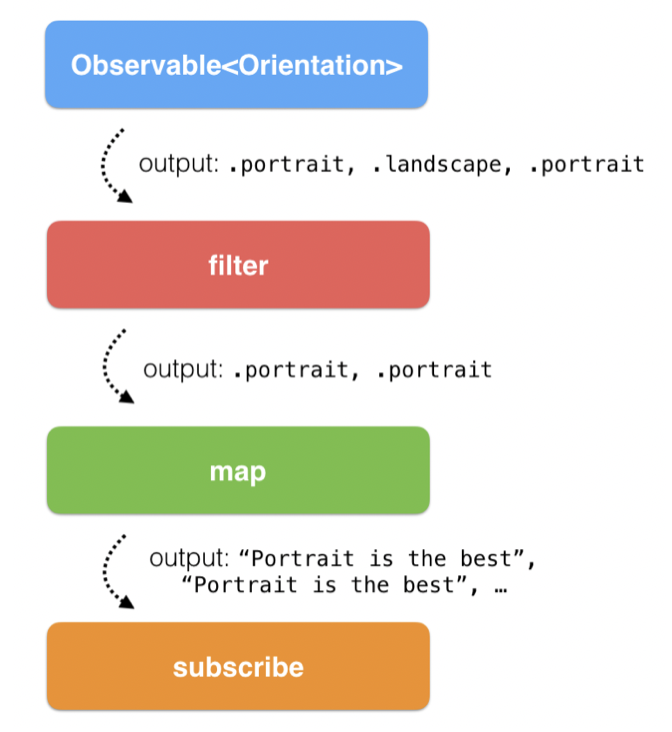 Observable<Orientation>
output: .portrait, .landscape, .portrait
filter
output: .portrait, .portrait
map
output: “Portrait is the best”,
“Portrait is the best”, …
subscribe